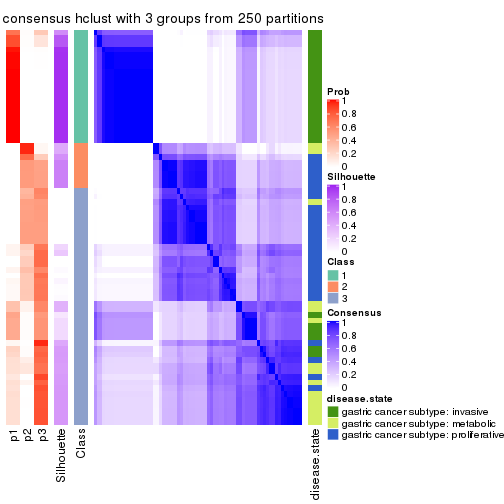 consensus hclust with 3 groups from 250 partitions
Prob
1
0.8
0.6
0.4
0.2
0
Silhouette
1
0.8
0.6
0.4
0.2
0
Class
1
2
3
Consensus
1
0.8
0.6
0.4
0.2
0
disease.state
gastric cancer subtype: invasive
gastric cancer subtype: metabolic
gastric cancer subtype: proliferative
p1
p2
p3
Silhouette
Class
disease.state